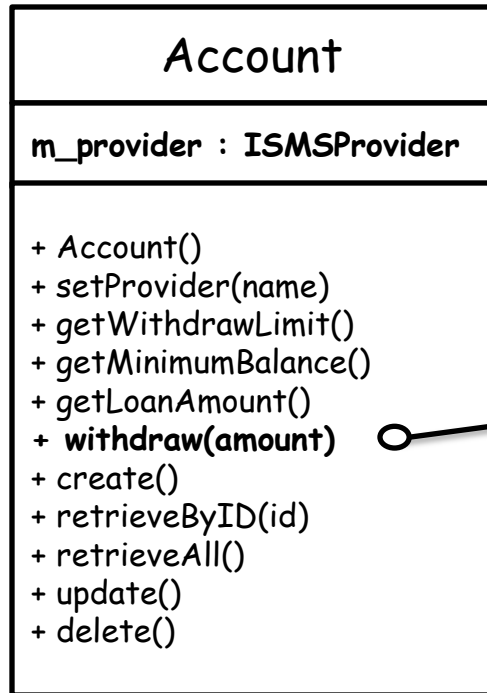 Account
m_provider : ISMSProvider
+ Account()
+ setProvider(name)
+ getWithdrawLimit()
+ getMinimumBalance()
+ getLoanAmount()
+ withdraw(amount)
+ create()
+ retrieveByID(id)
+ retrieveAll()
+ update()
+ delete()